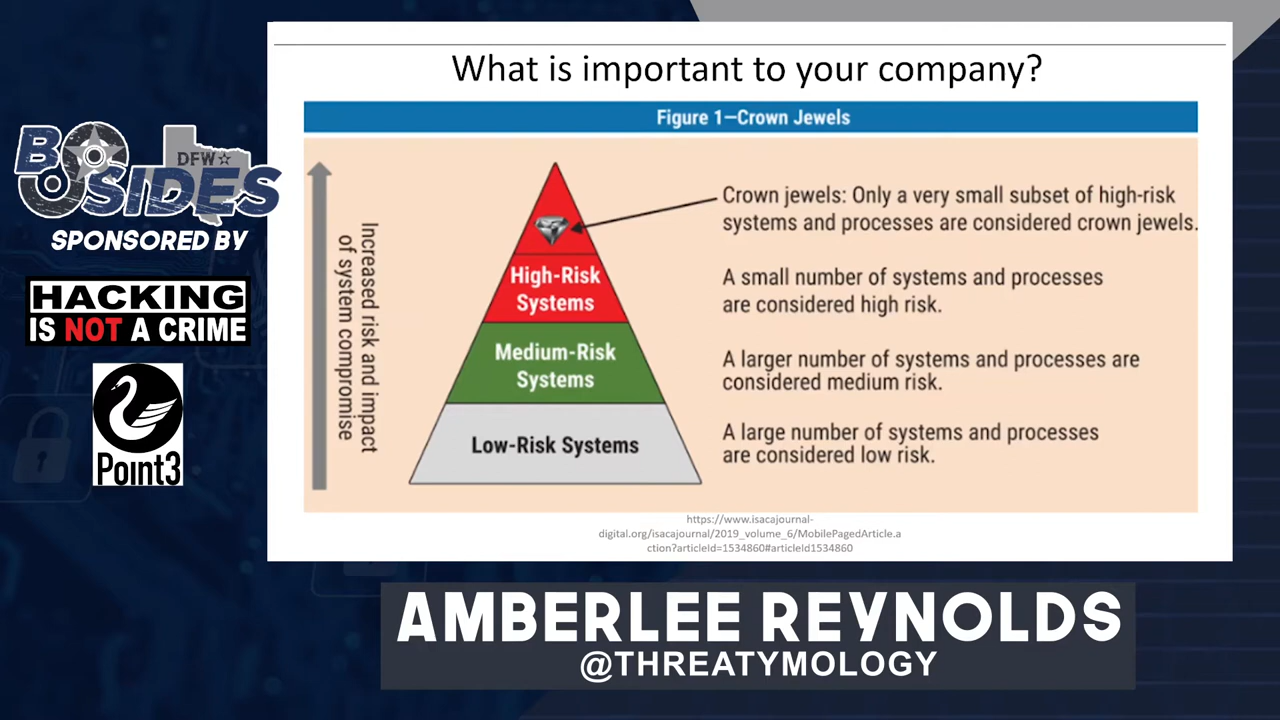 What is important to your company?
Figure 1—Crown Jewels
Increased risk and impact
of system compromise
High-Risk
Systems
Medium-Risk
Systems
Low-Risk Systems
Crown jewels: Only a very small subset of high-risk
systems and processes are considered crown jewels.
A small number of systems and processes
are considered high risk.
A larger number of systems and processes are
considered medium risk.
A large number of systems and processes
are considered low risk.
https://www.isacajournal-
digital.org/isacajournal/2019_volume_6/MobilePagedArticle.a
ction?articleId=1534860#articleId1534860
BSIDES
DFW
SPONSORED BY
HACKING
IS NOT A CRIME
Point3
AMBERLEE REYNOLDS
@THREATYMOLOGY